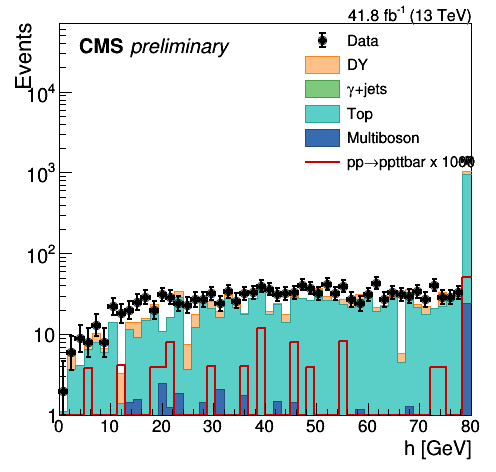 41.8 fb⁻¹ (13 TeV)
CMS preliminary
Events
Data
DY
γ+jets
Top
Multiboson
pp→ppttbar x 1000
10⁴
10³
10²
10
1
0 10 20 30 40 50 60 70 80
h [GeV]